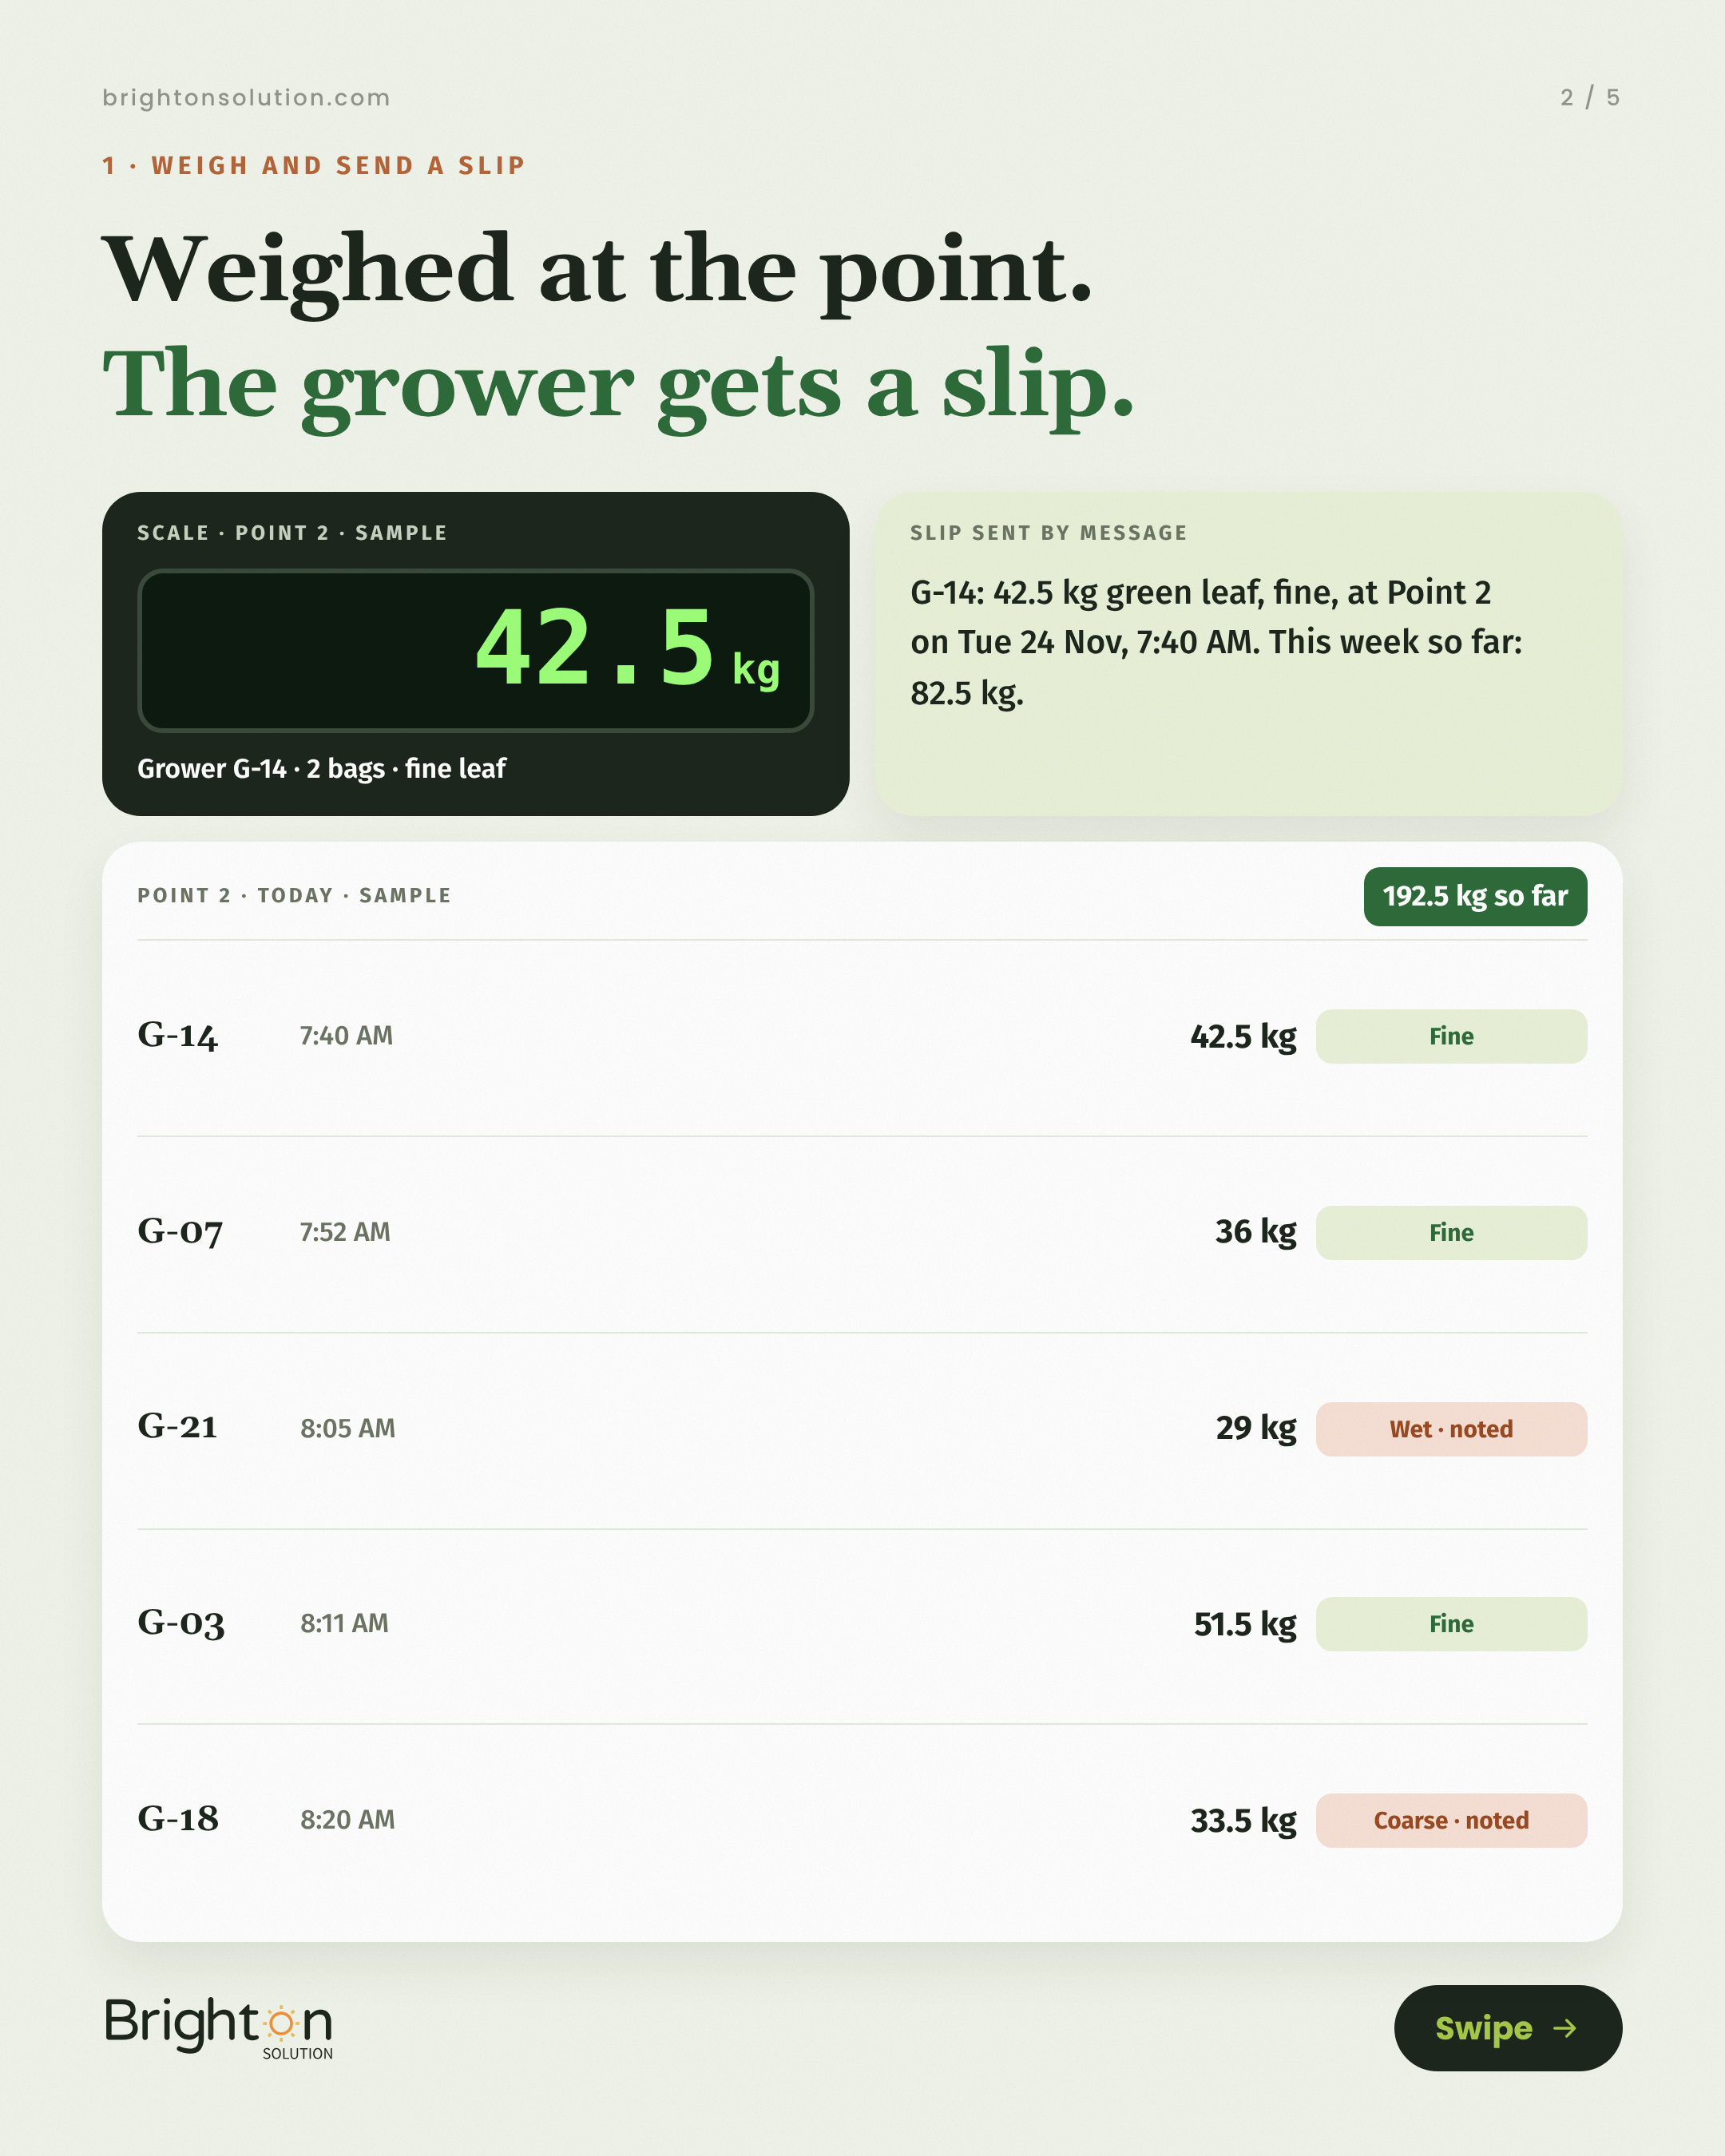 brightonsolution.com
2 / 5
1 · WEIGH AND SEND A SLIP
Weighed at the point.
The grower gets a slip.
SCALE · POINT 2 · SAMPLE
42.5 kg
Grower G-14 · 2 bags · fine leaf
SLIP SENT BY MESSAGE
G-14: 42.5 kg green leaf, fine, at Point 2
on Tue 24 Nov, 7:40 AM. This week so far:
82.5 kg.
POINT 2 · TODAY · SAMPLE
192.5 kg so far
G-14 7:40 AM 42.5 kg Fine
G-07 7:52 AM 36 kg Fine
G-21 8:05 AM 29 kg Wet · noted
G-03 8:11 AM 51.5 kg Fine
G-18 8:20 AM 33.5 kg Coarse · noted
Brighton
SOLUTION
Swipe →